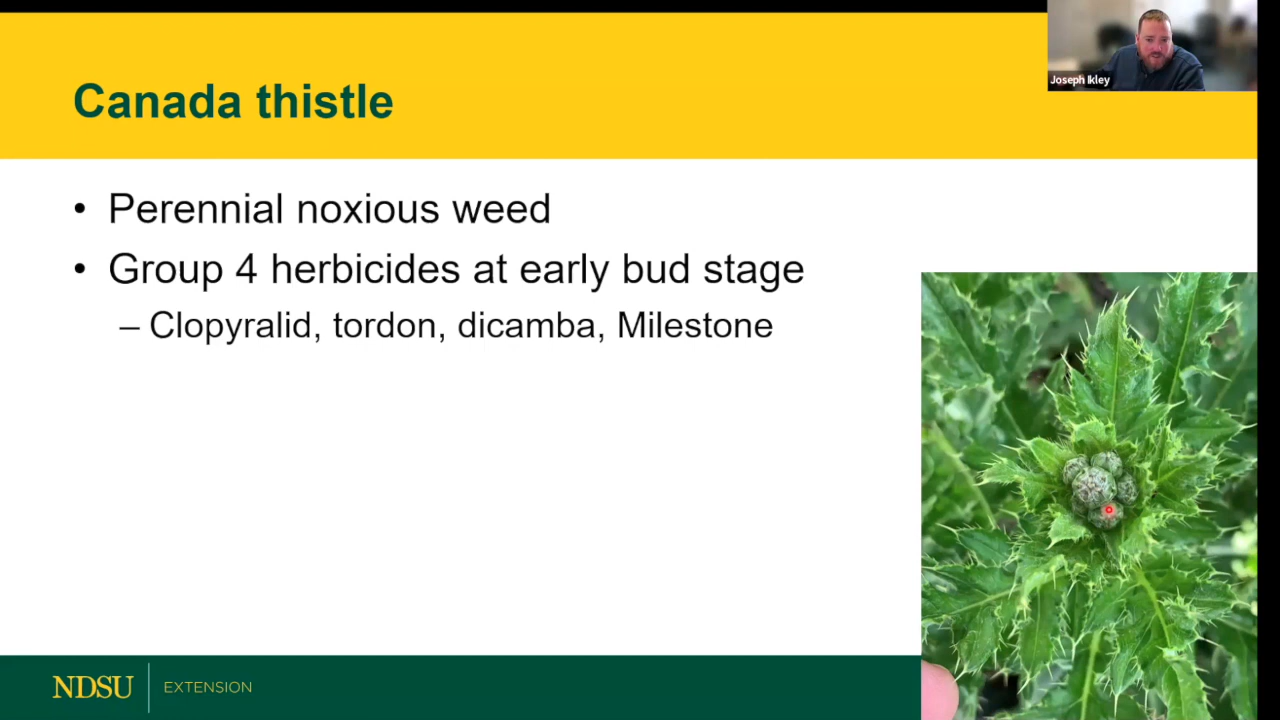 Joseph Ikley
Canada thistle
• Perennial noxious weed
• Group 4 herbicides at early bud stage
– Clopyralid, tordon, dicamba, Milestone
NDSU EXTENSION